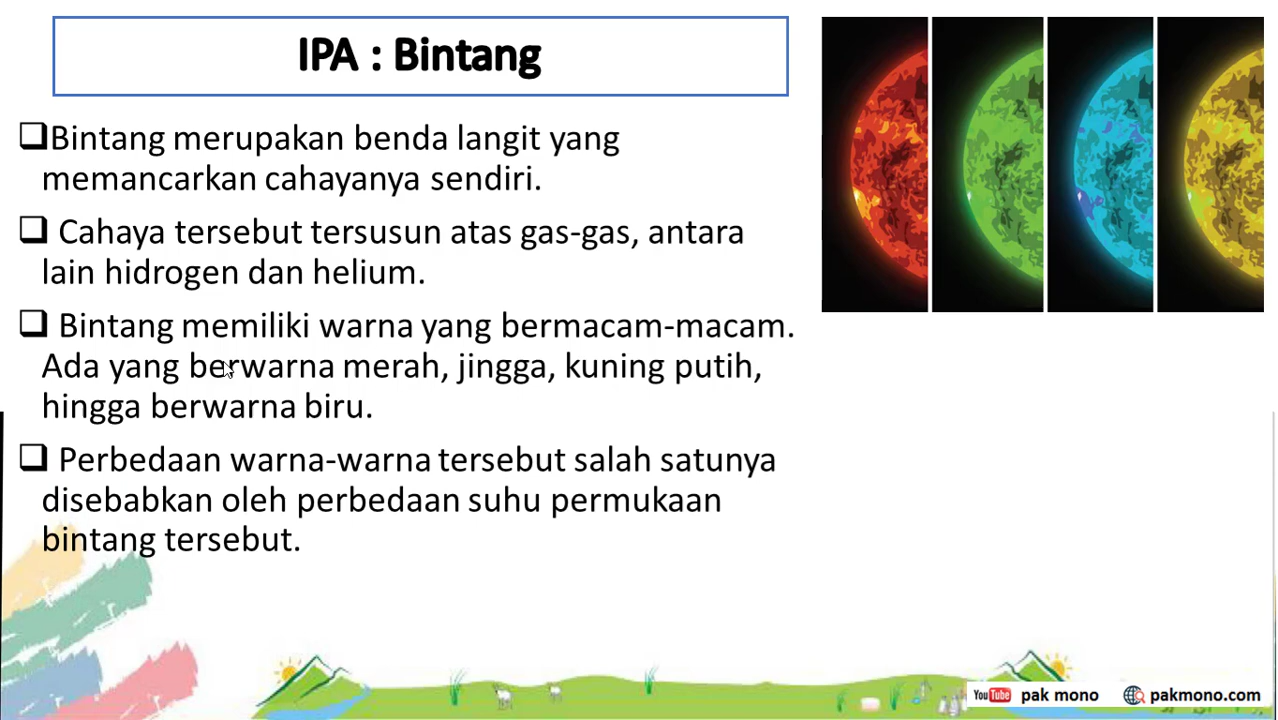 IPA : Bintang
Bintang merupakan benda langit yang
memancarkan cahayanya sendiri.
Cahaya tersebut tersusun atas gas-gas, antara
lain hidrogen dan helium.
Bintang memiliki warna yang bermacam-macam.
Ada yang berwarna merah, jingga, kuning putih,
hingga berwarna biru.
Perbedaan warna-warna tersebut salah satunya
disebabkan oleh perbedaan suhu permukaan
bintang tersebut.
YouTube pak mono pakmono.com